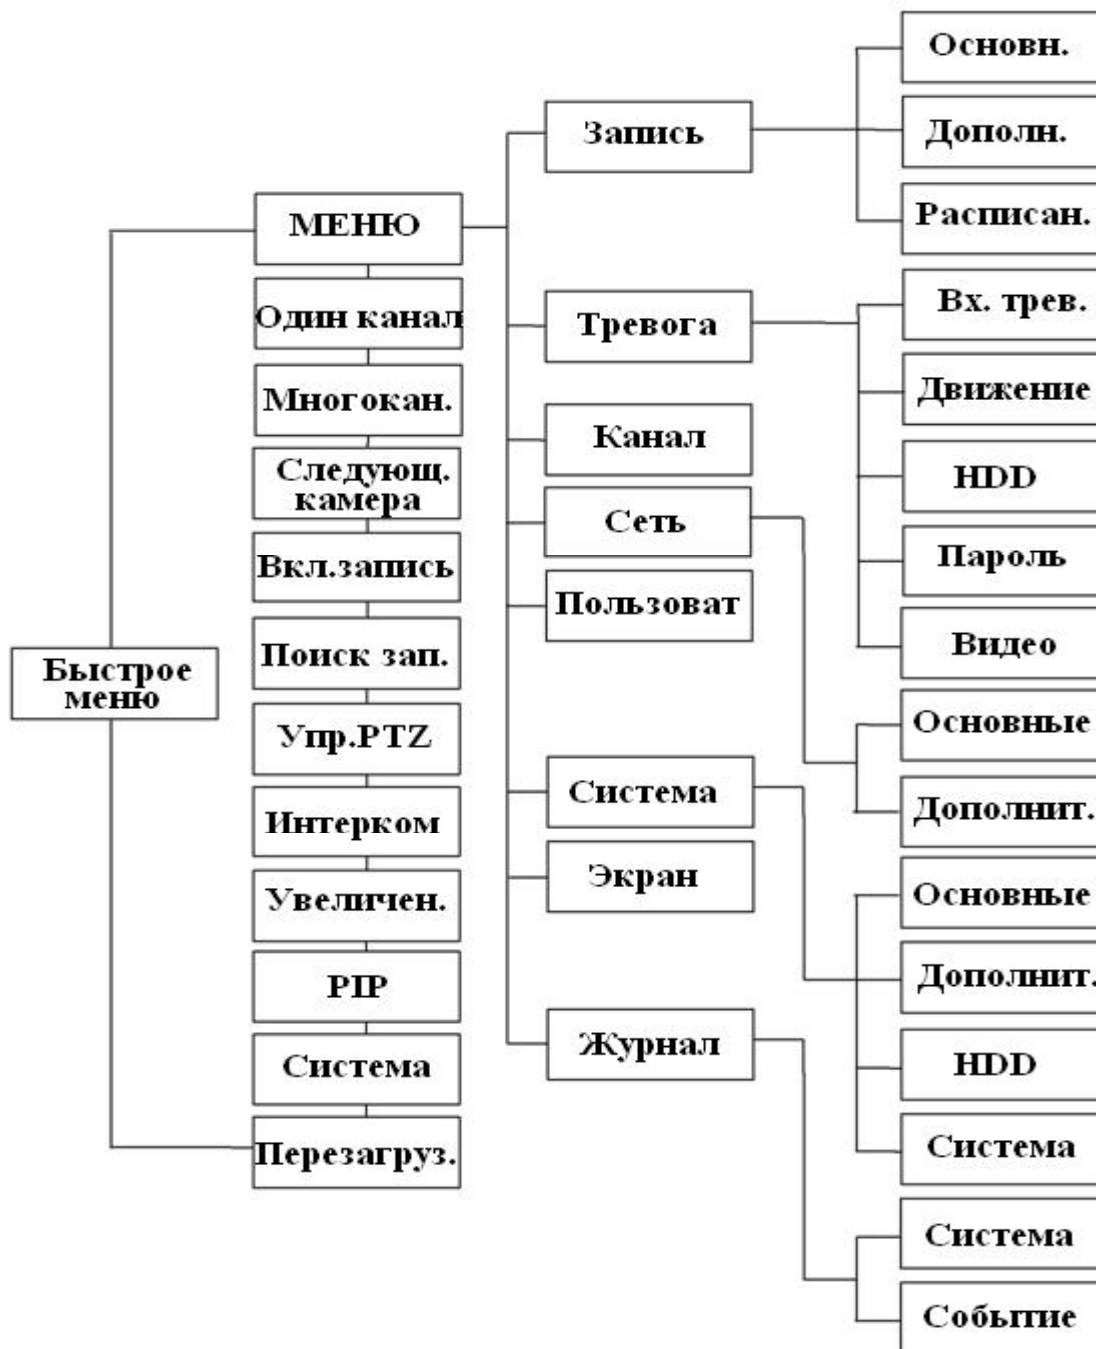 Быстрое
меню
МЕНЮ
Один канал
Многокан.
Следующ.
камера
Вкл.запись
Поиск зап.
Упр.PTZ
Интерком
Увеличен.
PIP
Система
Перезагруз.
Запись
Тревога
Канал
Сеть
Пользоват
Система
Экран
Журнал
Основн.
Дополн.
Расписан.
Вх. трев.
Движение
HDD
Пароль
Видео
Основные
Дополнит.
Основные
Дополнит.
HDD
Система
Система
Событие